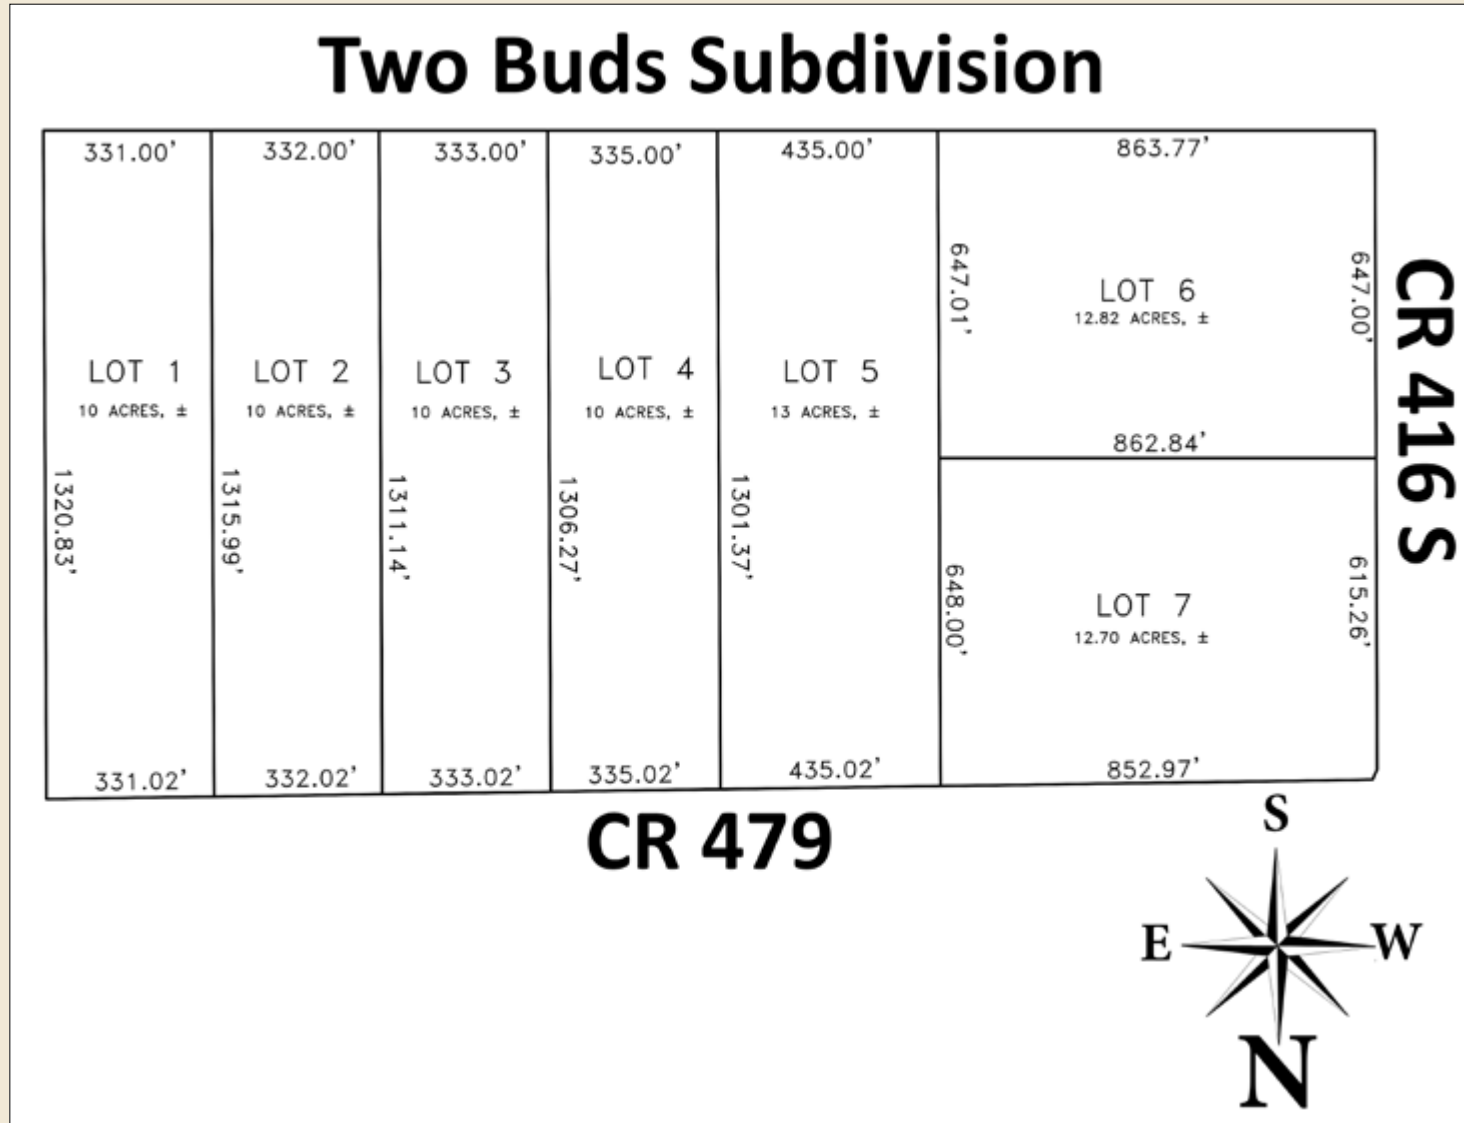 Two Buds Subdivision
331.00'
332.00'
333.00'
335.00'
435.00'
863.77'
647.01'
647.00'
LOT 6
12.82 ACRES, ±
862.84'
CR 416 S
LOT 1
10 ACRES, ±
LOT 2
10 ACRES, ±
LOT 3
10 ACRES, ±
LOT 4
10 ACRES, ±
LOT 5
13 ACRES, ±
1320.83'
1315.99'
1311.14'
1306.27'
1301.37'
648.00'
LOT 7
12.70 ACRES, ±
615.26'
331.02'
332.02'
333.02'
335.02'
435.02'
852.97'
CR 479
S
E
W
N